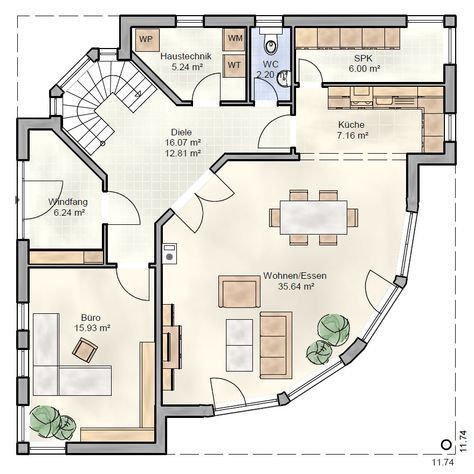 WP
Haustechnik
5.24 m²
WM
WT
WC
2.20 m²
SPK
6.00 m²
Küche
7.16 m²
Diele
16.07 m²
12.81 m²
Windfang
6.24 m²
Wohnen/Essen
35.64 m²
Büro
15.93 m²
11.74
11.74